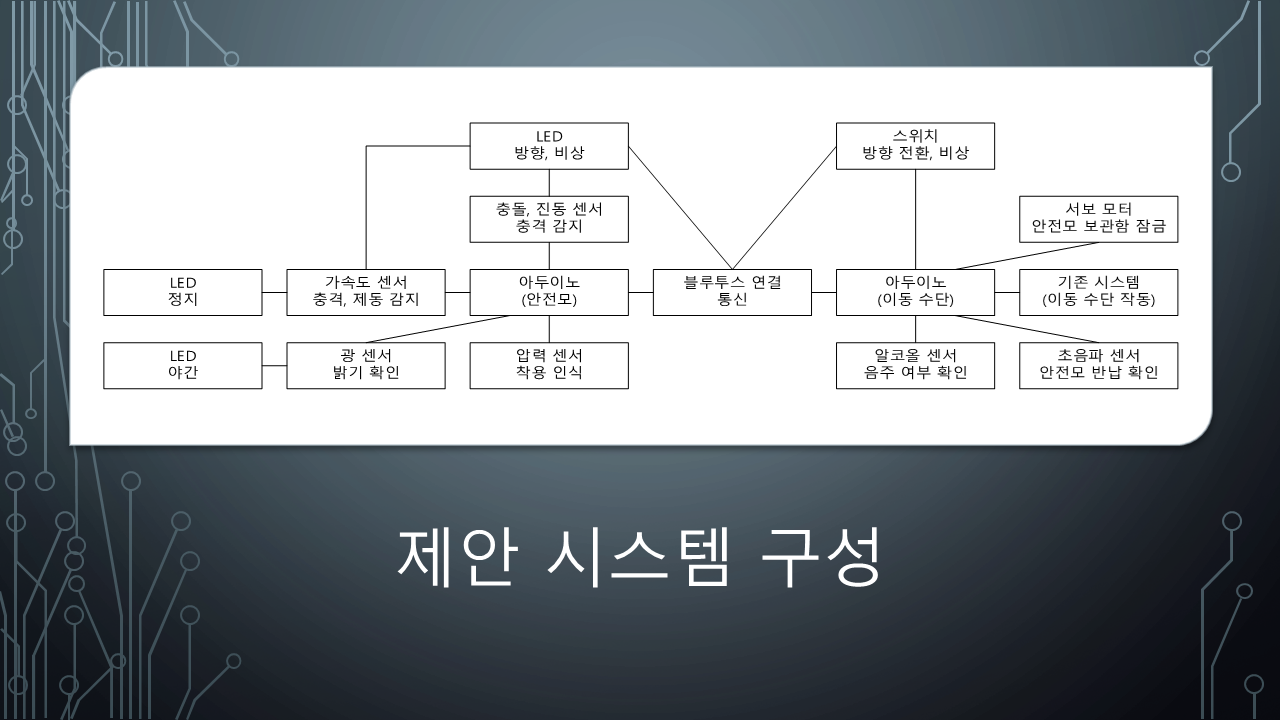 LED
방향, 비상
스위치
방향 전환, 비상
충돌, 진동 센서
충격 감지
서보 모터
안전모 보관함 잠금
LED
정지
가속도 센서
충격, 제동 감지
아두이노
(안전모)
블루투스 연결
통신
아두이노
(이동 수단)
기존 시스템
(이동 수단 작동)
LED
야간
광 센서
밝기 확인
압력 센서
착용 인식
알코올 센서
음주 여부 확인
초음파 센서
안전모 반납 확인
제안 시스템 구성